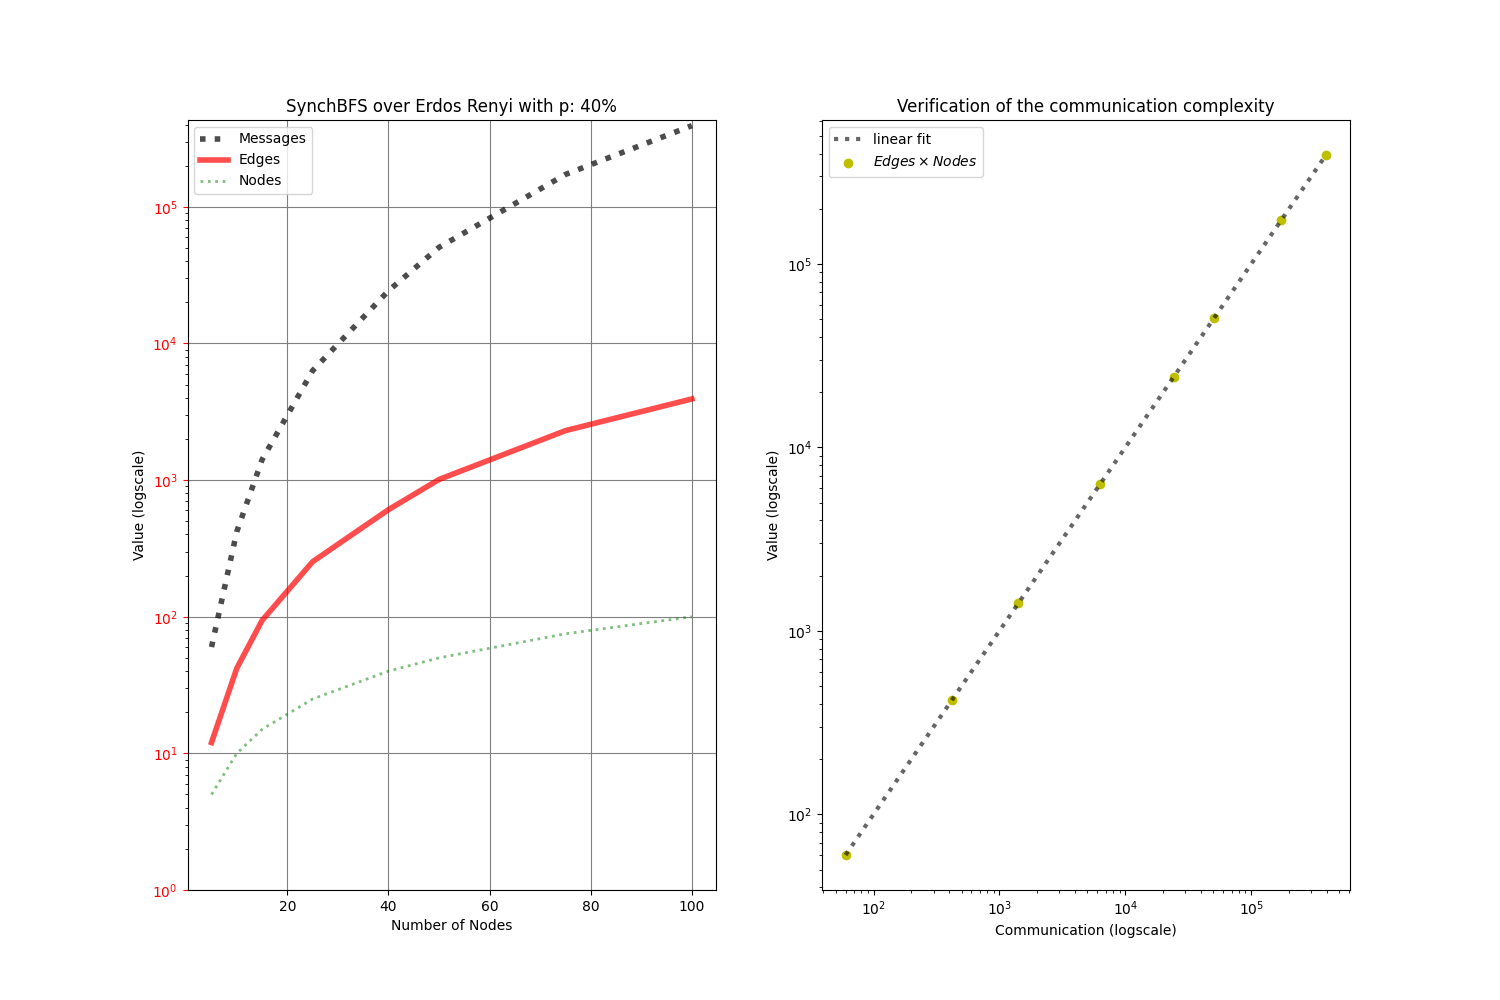 SynchBFS over Erdos Renyi with p: 40%
Messages
Edges
Nodes
10^5
10^4
10^3
10^2
10^1
10^0
Value (logscale)
20 40 60 80 100
Number of Nodes
Verification of the communication complexity
linear fit
Edges × Nodes
10^5
10^4
10^3
10^2
Value (logscale)
10^2 10^3 10^4 10^5
Communication (logscale)